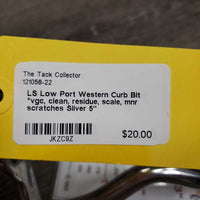 The Tack Collector
121058-22
LS Low Port Western Curb Bit
"vgc, clean, residue, scale, mnr
scratches Silver 5"
$20.00
JKZC9Z